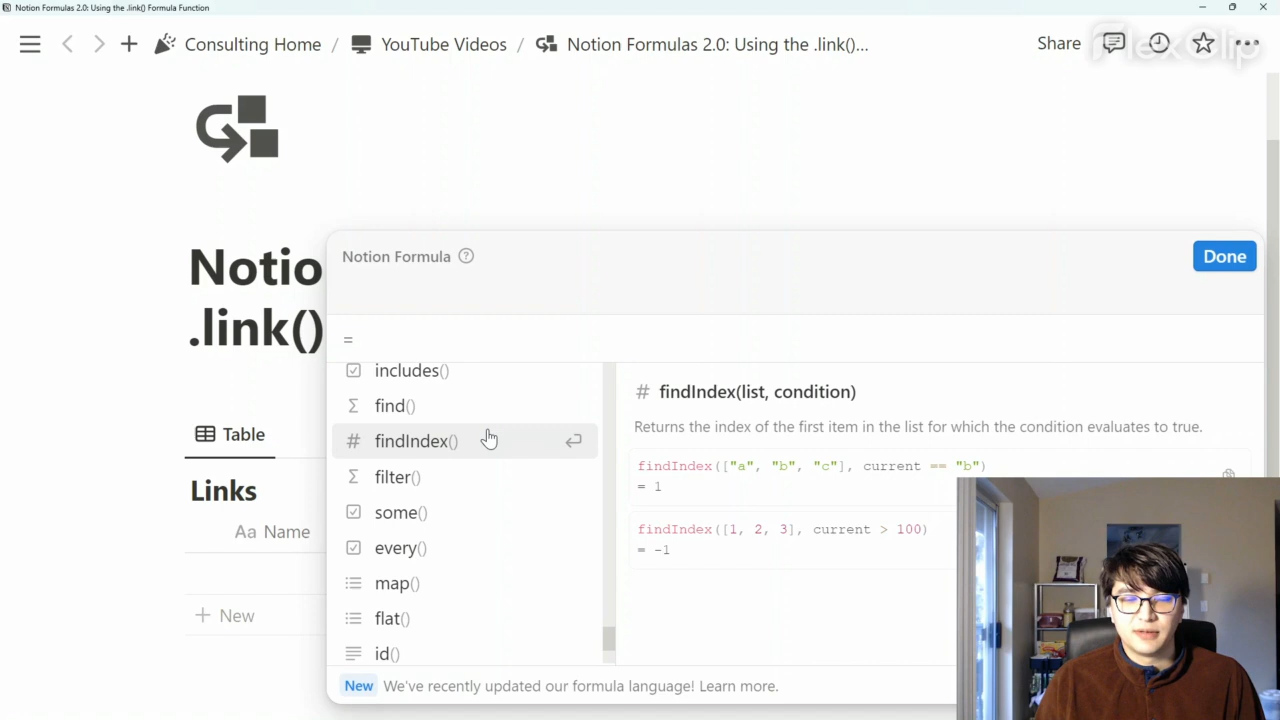 Notion Formulas 2.0: Using the .link() Formula Function
Consulting Home / YouTube Videos / Notion Formulas 2.0: Using the .link()...
Share
FlexClip
Notio
.link()
Notion Formula
Done
=
includes()
find()
findIndex()
filter()
some()
every()
map()
flat()
id()
findIndex(list, condition)
Returns the index of the first item in the list for which the condition evaluates to true.
findIndex(["a", "b", "c"], current == "b")
= 1
findIndex([1, 2, 3], current > 100)
= -1
Table
Links
Aa Name
New
New We've recently updated our formula language! Learn more.